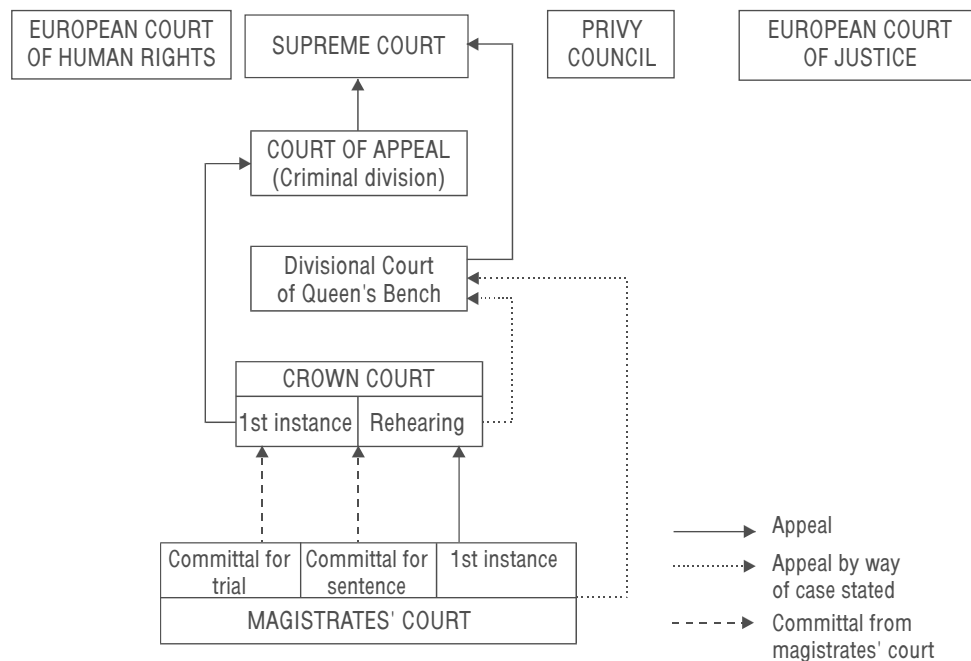 EUROPEAN COURT
OF HUMAN RIGHTS
SUPREME COURT
PRIVY
COUNCIL
EUROPEAN COURT
OF JUSTICE
COURT OF APPEAL
(Criminal division)
Divisional Court
of Queen's Bench
CROWN COURT
1st instance
Rehearing
Committal for
trial
Committal for
sentence
1st instance
MAGISTRATES' COURT
Appeal
Appeal by way
of case stated
Committal from
magistrates' court